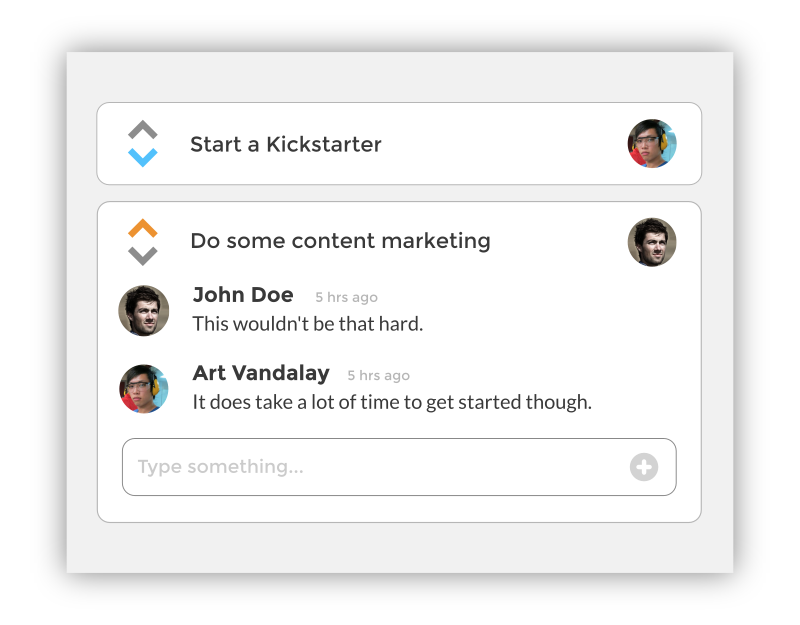 Start a Kickstarter
Do some content marketing
John Doe 5 hrs ago
This wouldn't be that hard.
Art Vandalay 5 hrs ago
It does take a lot of time to get started though.
Type something...